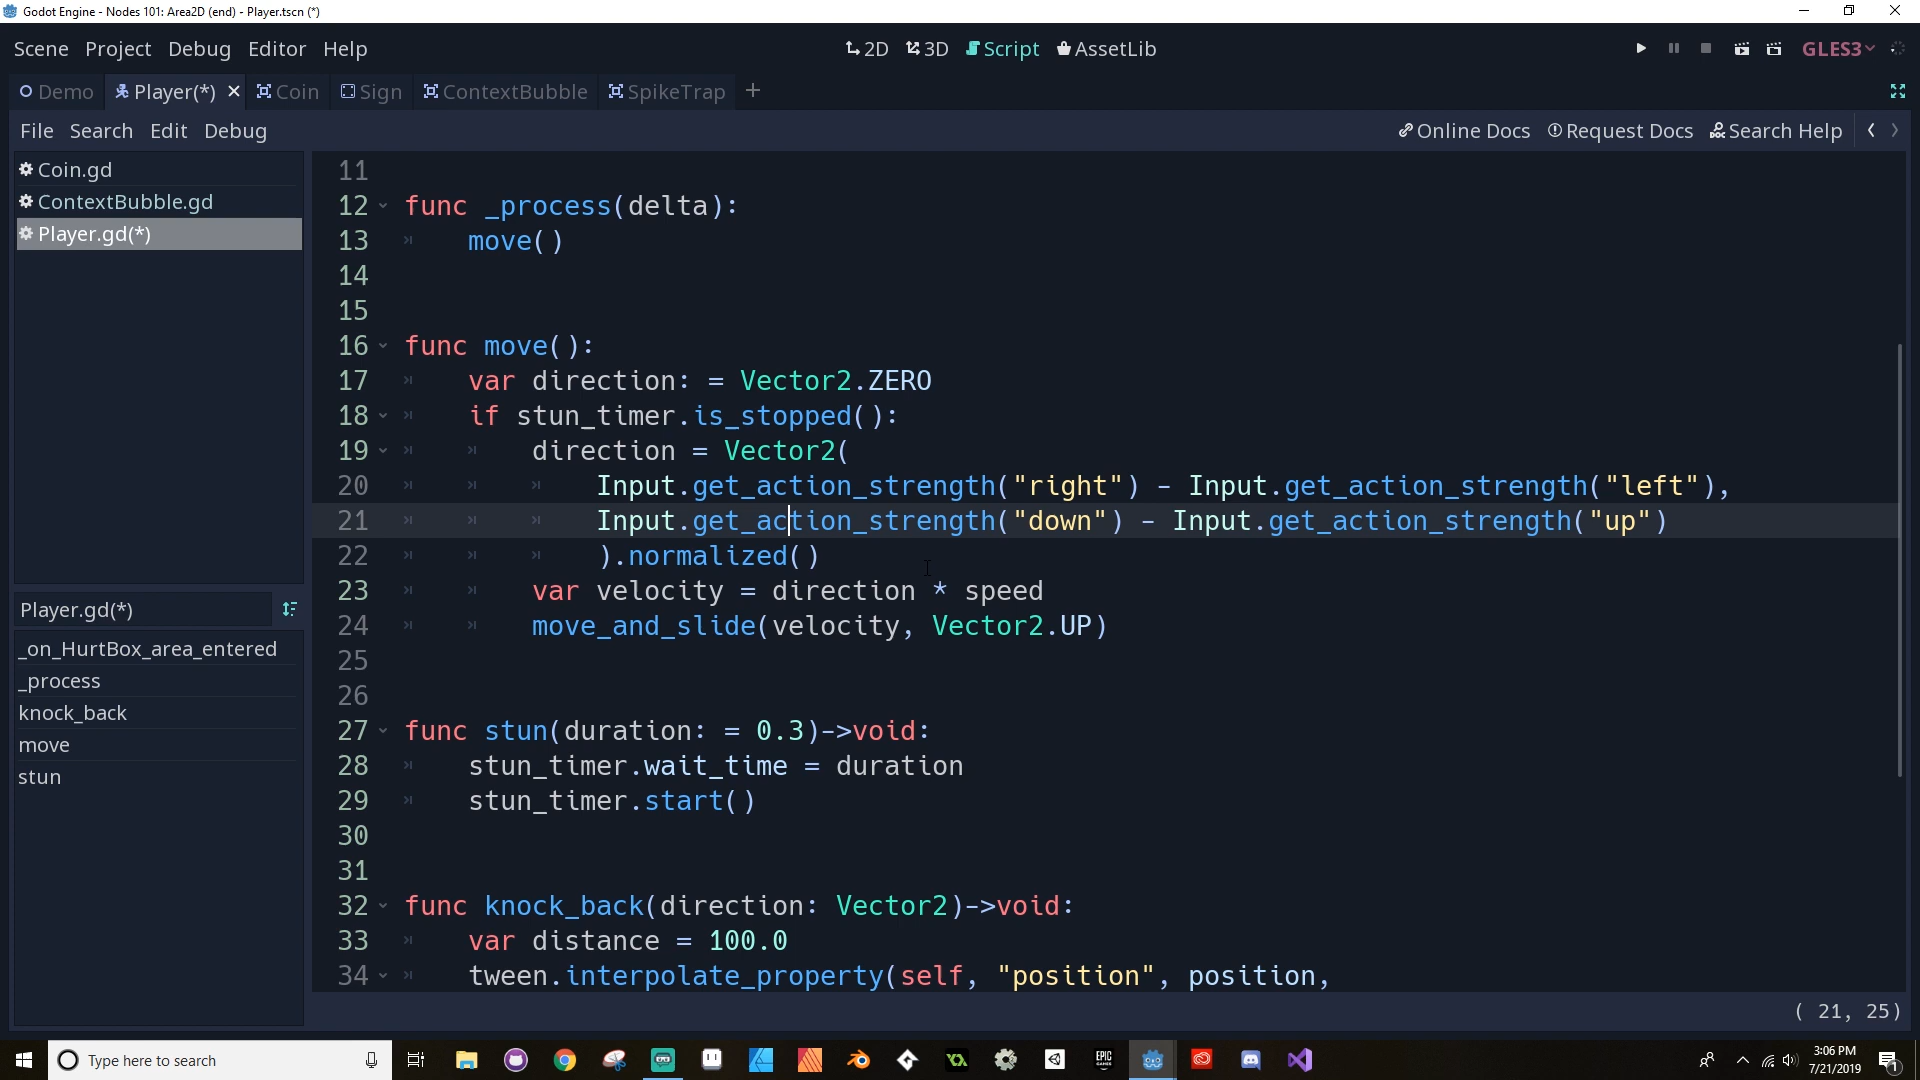 Godot Engine - Nodes 101: Area2D (end) - Player.tscn (*)
Scene Project Debug Editor Help
2D 3D Script AssetLib
GLES3
Demo Player(*) Coin Sign ContextBubble SpikeTrap
File Search Edit Debug
Online Docs Request Docs Search Help
Coin.gd
ContextBubble.gd
Player.gd(*)
Player.gd(*)
_on_HurtBox_area_entered
_process
knock_back
move
stun
11
12 func _process(delta):
13 move()
14
15
16 func move():
17 var direction: = Vector2.ZERO
18 if stun_timer.is_stopped():
19 direction = Vector2(
20 Input.get_action_strength("right") - Input.get_action_strength("left"),
21 Input.get_action_strength("down") - Input.get_action_strength("up")
22 ).normalized()
23 var velocity = direction * speed
24 move_and_slide(velocity, Vector2.UP)
25
26
27 func stun(duration: = 0.3)->void:
28 stun_timer.wait_time = duration
29 stun_timer.start()
30
31
32 func knock_back(direction: Vector2)->void:
33 var distance = 100.0
34 tween.interpolate_property(self, "position", position,
( 21, 25)
Type here to search
EPIC GAMES
3:06 PM
7/21/2019
1